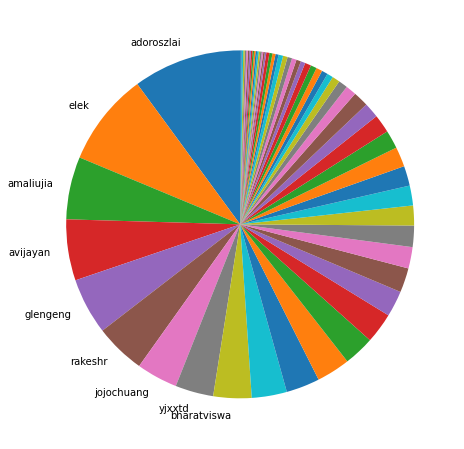 adoroszlai
elek
amaliujia
avijayan
glengeng
rakeshr
jojochuang
yjxxtd
bharatviswa